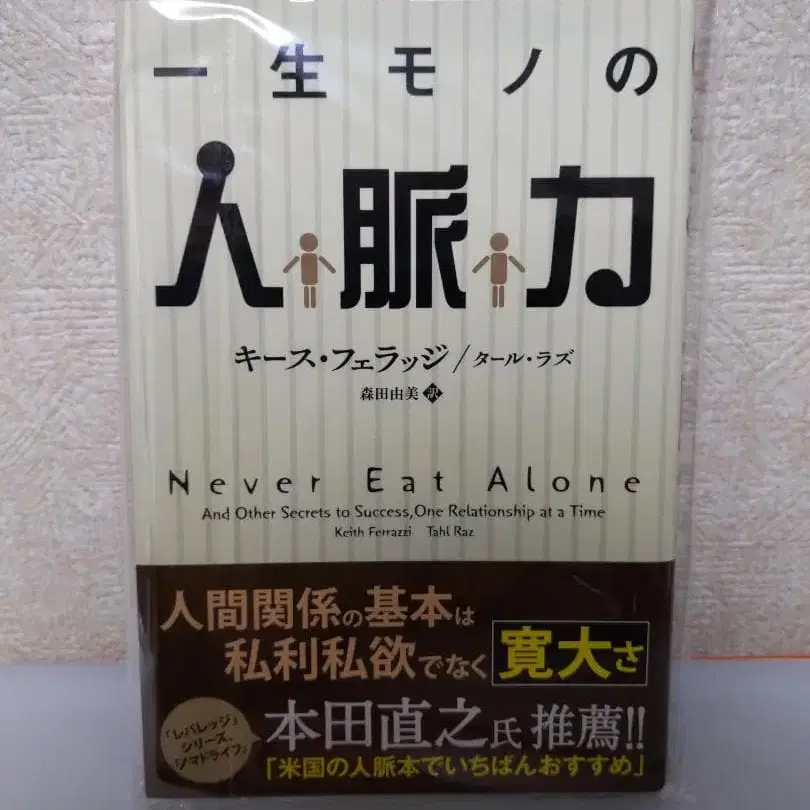 一生モノの
人脈力
キース・フェラッジ/タール・ラズ
森田由美 訳
Never Eat Alone
And Other Secrets to Success, One Relationship at a Time
Keith Ferrazzi Tahl Raz
人間関係の基本は
私利私欲でなく 寛大さ
「レバレッジ」
シリーズ、
『ノマドライフ』
本田直之氏 推薦!!
「米国の人脈本でいちばんおすすめ」